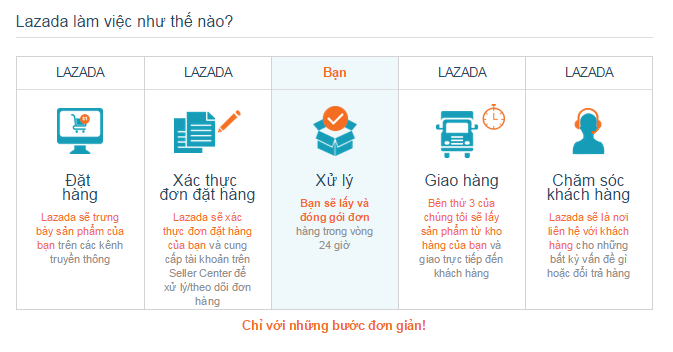 Lazada làm việc như thế nào?
LAZADA
LAZADA
Bạn
LAZADA
LAZADA
Đặt
hàng
Lazada sẽ trưng
bày sản phẩm của
bạn trên các kênh
truyền thông
Xác thực
đơn đặt hàng
Lazada sẽ xác
thực đơn đặt hàng
của bạn và cung
cấp tài khoản trên
Seller Center để
xử lý/theo dõi đơn
hàng
Xử lý
Bạn sẽ lấy và
đóng gói đơn
hàng trong vòng
24 giờ
Giao hàng
Bên thứ 3 của
chúng tôi sẽ lấy
sản phẩm từ kho
hàng của bạn và
giao trực tiếp đến
khách hàng
Chăm sóc
khách hàng
Lazada sẽ là nơi
liên hệ với khách
hàng cho những
bất kỳ vấn đề gì
hoặc đổi trả hàng
Chỉ với những bước đơn giản!